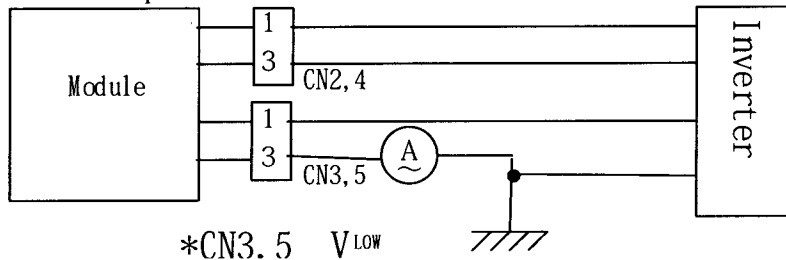 1
3
CN2,4
Module
1
3
CN3,5
A
Inverter
*CN3.5 VLOW